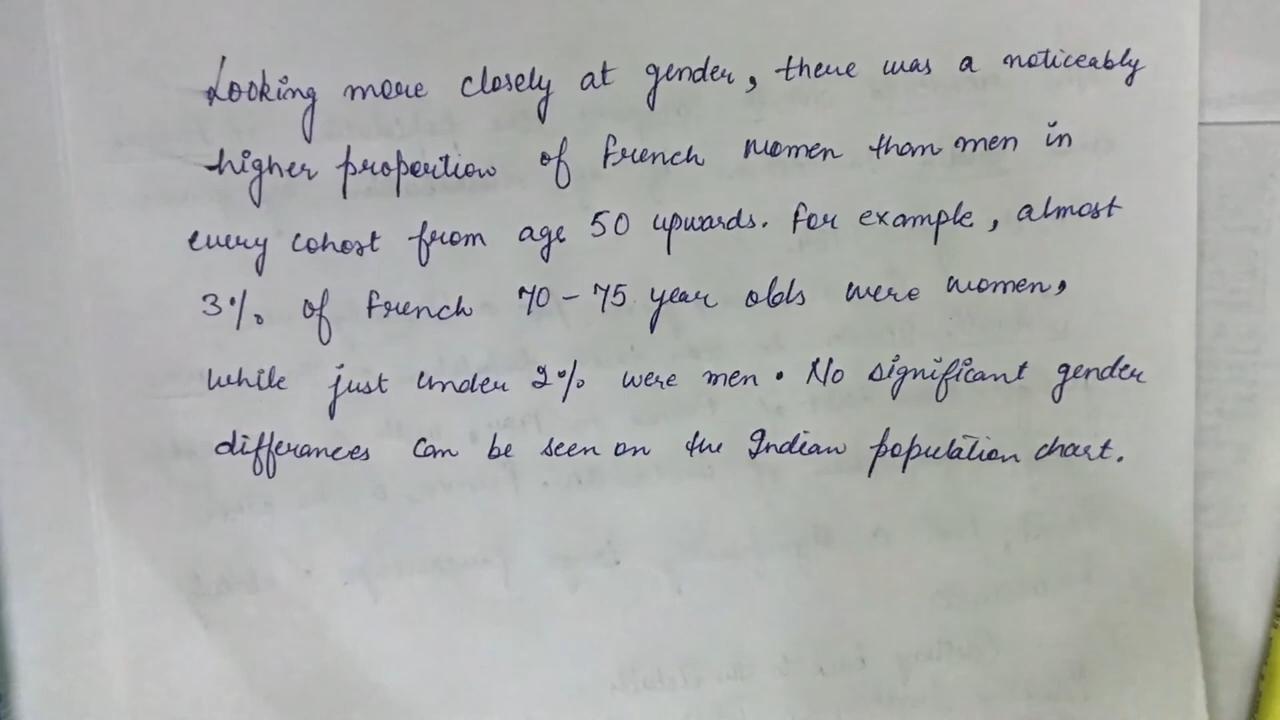 Looking more closely at gender, there was a noticeably
higher proportion of French women than men in
every cohort from age 50 upwards. For example, almost
3% of French 70-75 year olds were women,
while just under 2% were men. No significant gender
differances can be seen on the Indian population chart.